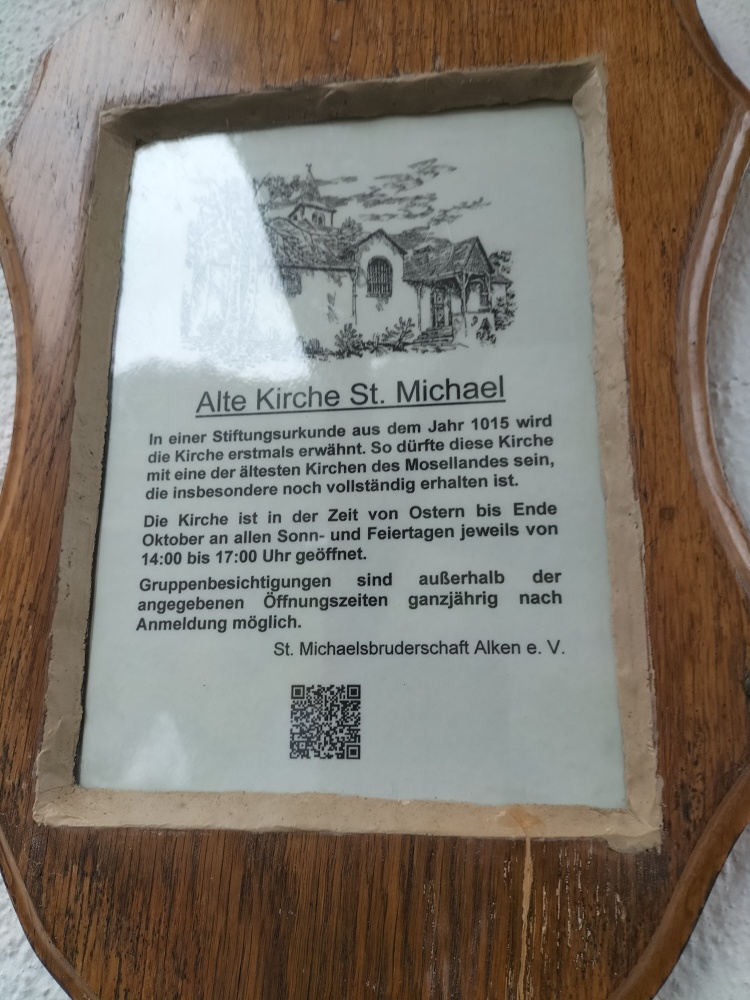 Alte Kirche St. Michael
In einer Stiftungsurkunde aus dem Jahr 1015 wird
die Kirche erstmals erwähnt. So dürfte diese Kirche
mit eine der ältesten Kirchen des Mosellandes sein,
die insbesondere noch vollständig erhalten ist.
Die Kirche ist in der Zeit von Ostern bis Ende
Oktober an allen Sonn- und Feiertagen jeweils von
14:00 bis 17:00 Uhr geöffnet.
Gruppenbesichtigungen sind außerhalb der
angegebenen Öffnungszeiten ganzjährig nach
Anmeldung möglich.
St. Michaelsbruderschaft Alken e. V.